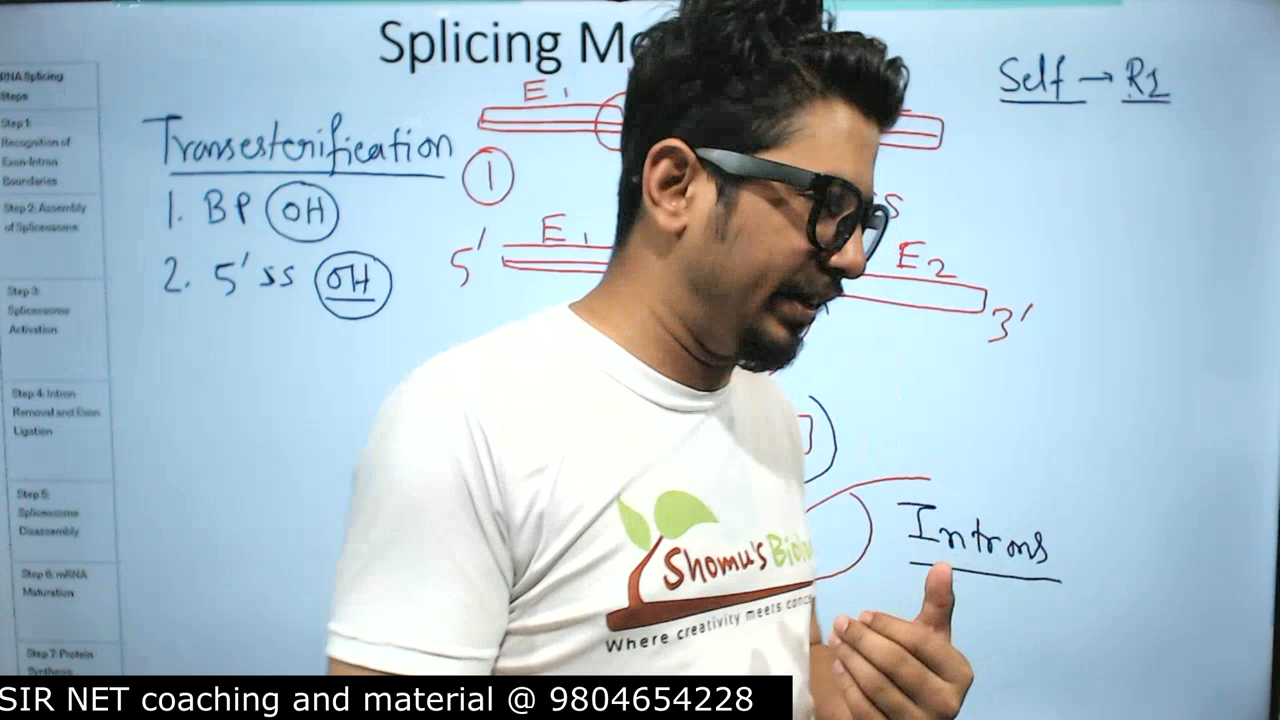 Splicing Me
RNA Splicing
Steps
Step 1:
Recognition of
Exon-Intron
Boundaries
Step 2: Assembly
of Spliceosome
Step 3:
Spliceosome
Activation
Step 4: Intron
Removal and Exon
Ligation
Step 5:
Spliceosome
Disassembly
Step 6: mRNA
Maturation
Step 7: Protein
Synthesis
Transesterification
1. BP OH
2. 5' ss OH
E1
1
5' E1
S
E2
3'
Self → R1
Introns
Shomu's Biolo
Where creativity meets conc
SIR NET coaching and material @ 9804654228